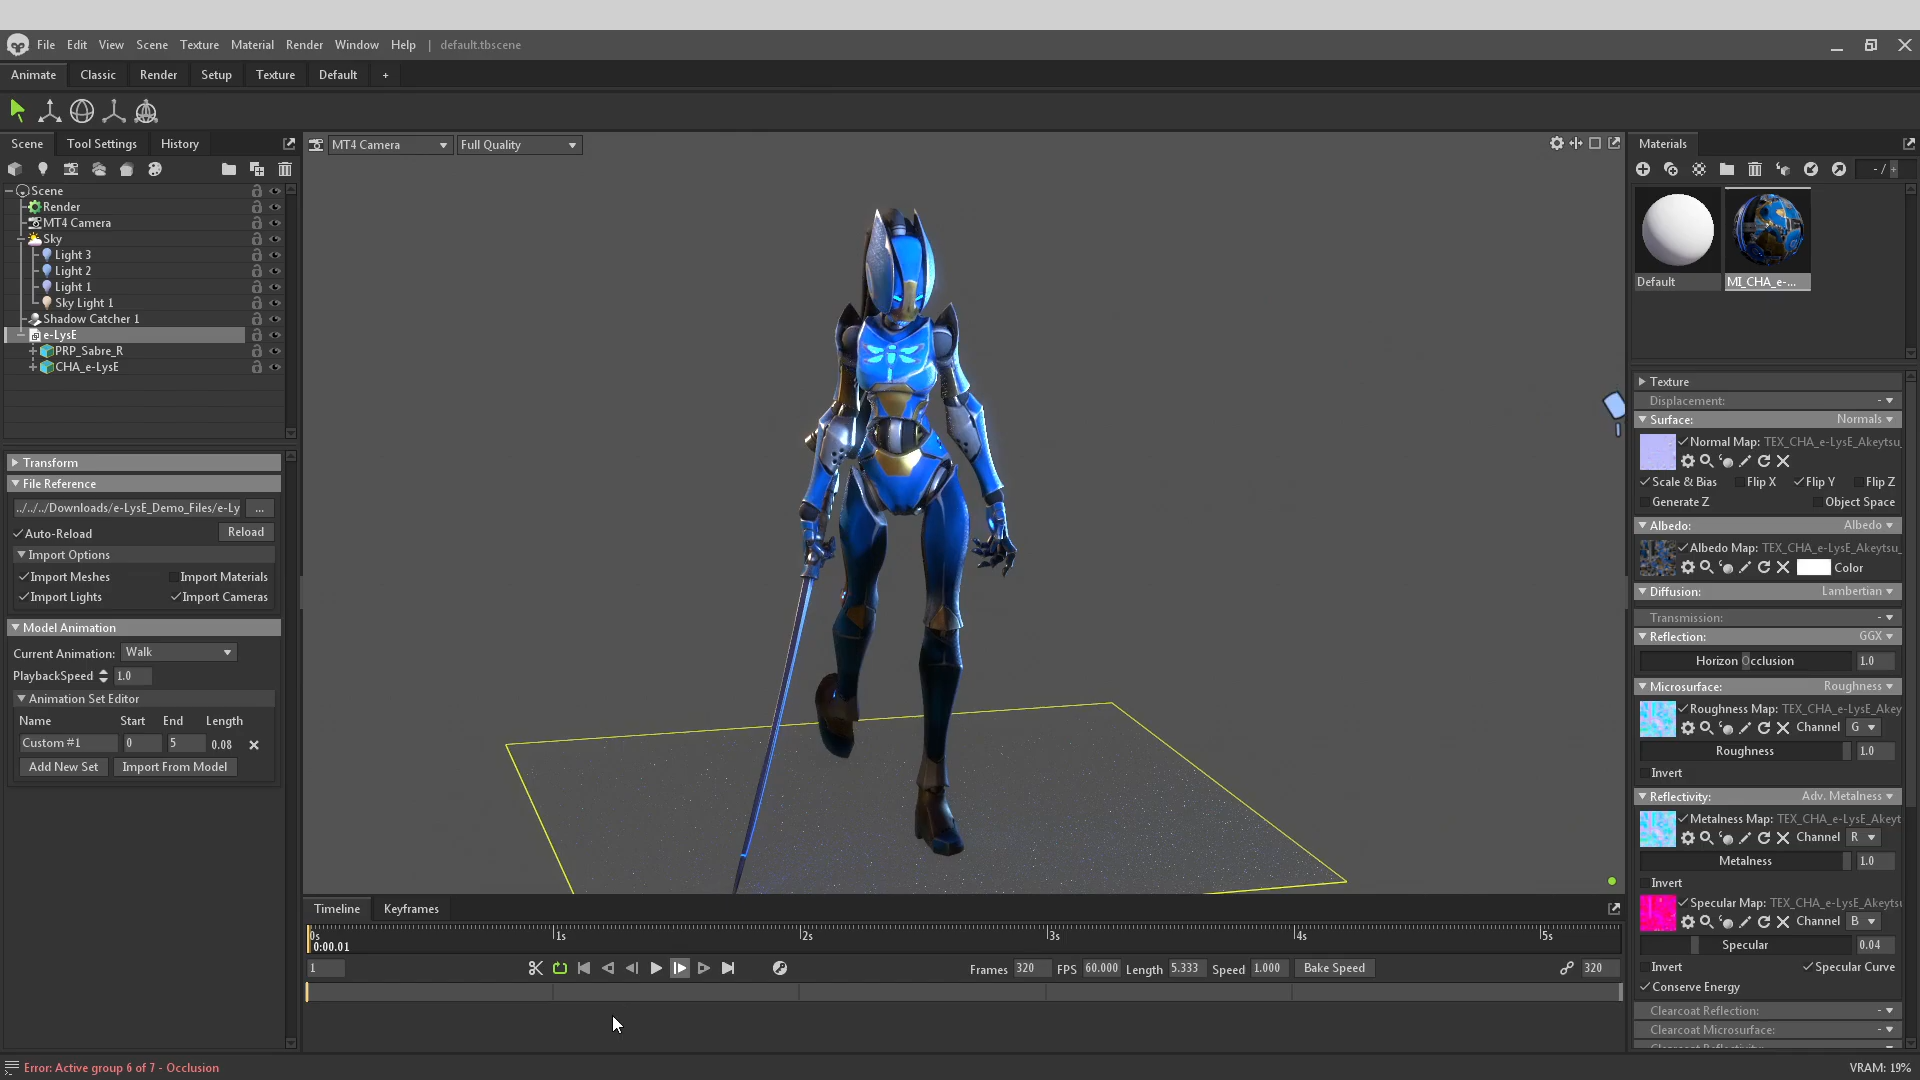 File Edit View Scene Texture Material Render Window Help | default.tbscene
Animate Classic Render Setup Texture Default +
Scene Tool Settings History
MT4 Camera Full Quality
Materials
- / +
Scene
Render
MT4 Camera
Sky
Light 3
Light 2
Light 1
Sky Light 1
Shadow Catcher 1
e-LysE
PRP_Sabre_R
CHA_e-LysE
Default MI_CHA_e-...
Transform
File Reference
../../../Downloads/e-LysE_Demo_Files/e-Ly ...
Auto-Reload Reload
Import Options
Import Meshes Import Materials
Import Lights Import Cameras
Model Animation
Current Animation: Walk
PlaybackSpeed 1.0
Animation Set Editor
Name Start End Length
Custom #1 0 5 0.08
Add New Set Import From Model
Texture
Displacement: -
Surface: Normals
Normal Map: TEX_CHA_e-LysE_Akeytsu_
Scale & Bias Flip X Flip Y Flip Z
Generate Z Object Space
Albedo: Albedo
Albedo Map: TEX_CHA_e-LysE_Akeytsu_
Color
Diffusion: Lambertian
Transmission: -
Reflection: GGX
Horizon Occlusion 1.0
Microsurface: Roughness
Roughness Map: TEX_CHA_e-LysE_Akey
Channel G
Roughness 1.0
Invert
Reflectivity: Adv. Metalness
Metalness Map: TEX_CHA_e-LysE_Akeyt
Channel R
Metalness 1.0
Invert
Specular Map: TEX_CHA_e-LysE_Akeytsu
Channel B
Specular 0.04
Invert Specular Curve
Conserve Energy
Clearcoat Reflection: -
Clearcoat Microsurface: -
Timeline Keyframes
0s 1s 2s 3s 4s 5s
0:00.01
1 Frames 320 FPS 60.000 Length 5.333 Speed 1.000 Bake Speed 320
Error: Active group 6 of 7 - Occlusion
VRAM: 19%